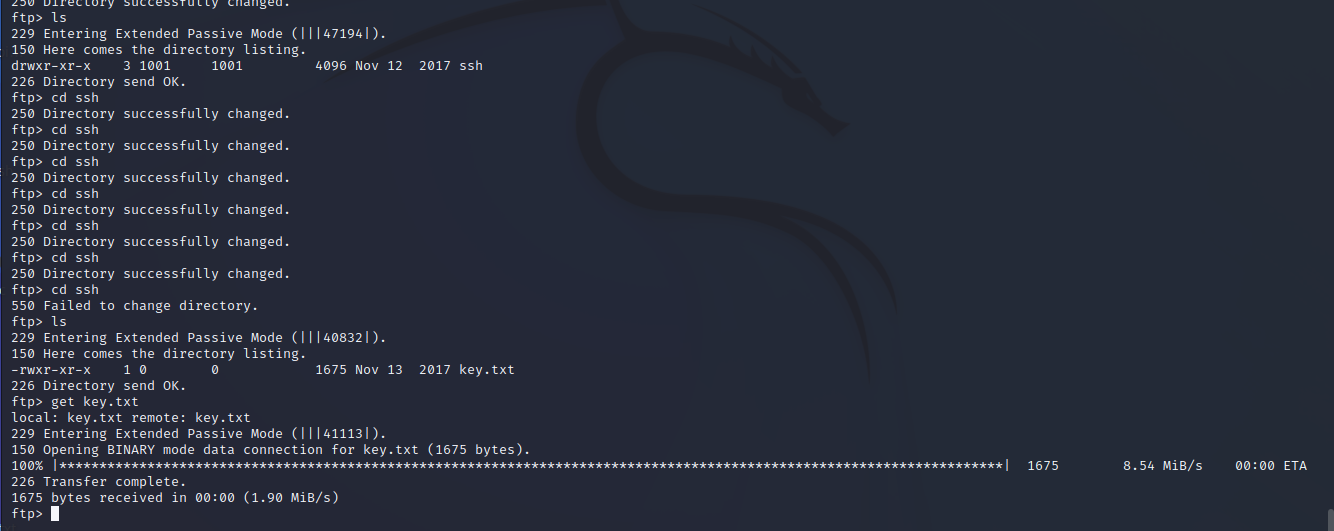 250 Directory successfully changed.
ftp> ls
229 Entering Extended Passive Mode (|||47194|).
150 Here comes the directory listing.
drwxr-xr-x    3 1001     1001         4096 Nov 12  2017 ssh
226 Directory send OK.
ftp> cd ssh
250 Directory successfully changed.
ftp> cd ssh
250 Directory successfully changed.
ftp> cd ssh
250 Directory successfully changed.
ftp> cd ssh
250 Directory successfully changed.
ftp> cd ssh
250 Directory successfully changed.
ftp> cd ssh
250 Directory successfully changed.
ftp> cd ssh
550 Failed to change directory.
ftp> ls
229 Entering Extended Passive Mode (|||40832|).
150 Here comes the directory listing.
-rwxr-xr-x    1 0        0            1675 Nov 13  2017 key.txt
226 Directory send OK.
ftp> get key.txt
local: key.txt remote: key.txt
229 Entering Extended Passive Mode (|||41113|).
150 Opening BINARY mode data connection for key.txt (1675 bytes).
100% |**********************************************************************************************************************|  1675        8.54 MiB/s    00:00 ETA
226 Transfer complete.
1675 bytes received in 00:00 (1.90 MiB/s)
ftp>